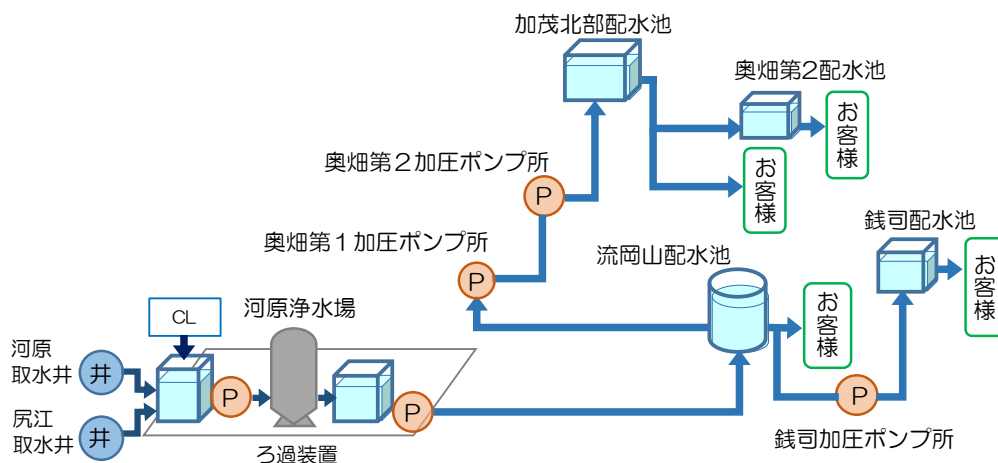 加茂北部配水池
奥畑第2配水池
お客様
お客様
奥畑第２加圧ポンプ所
P
奥畑第１加圧ポンプ所
P
流岡山配水池
銭司配水池
お客様
お客様
CL
河原浄水場
河原
取水井
井
尻江
取水井
井
P
P
P
ろ過装置
銭司加圧ポンプ所